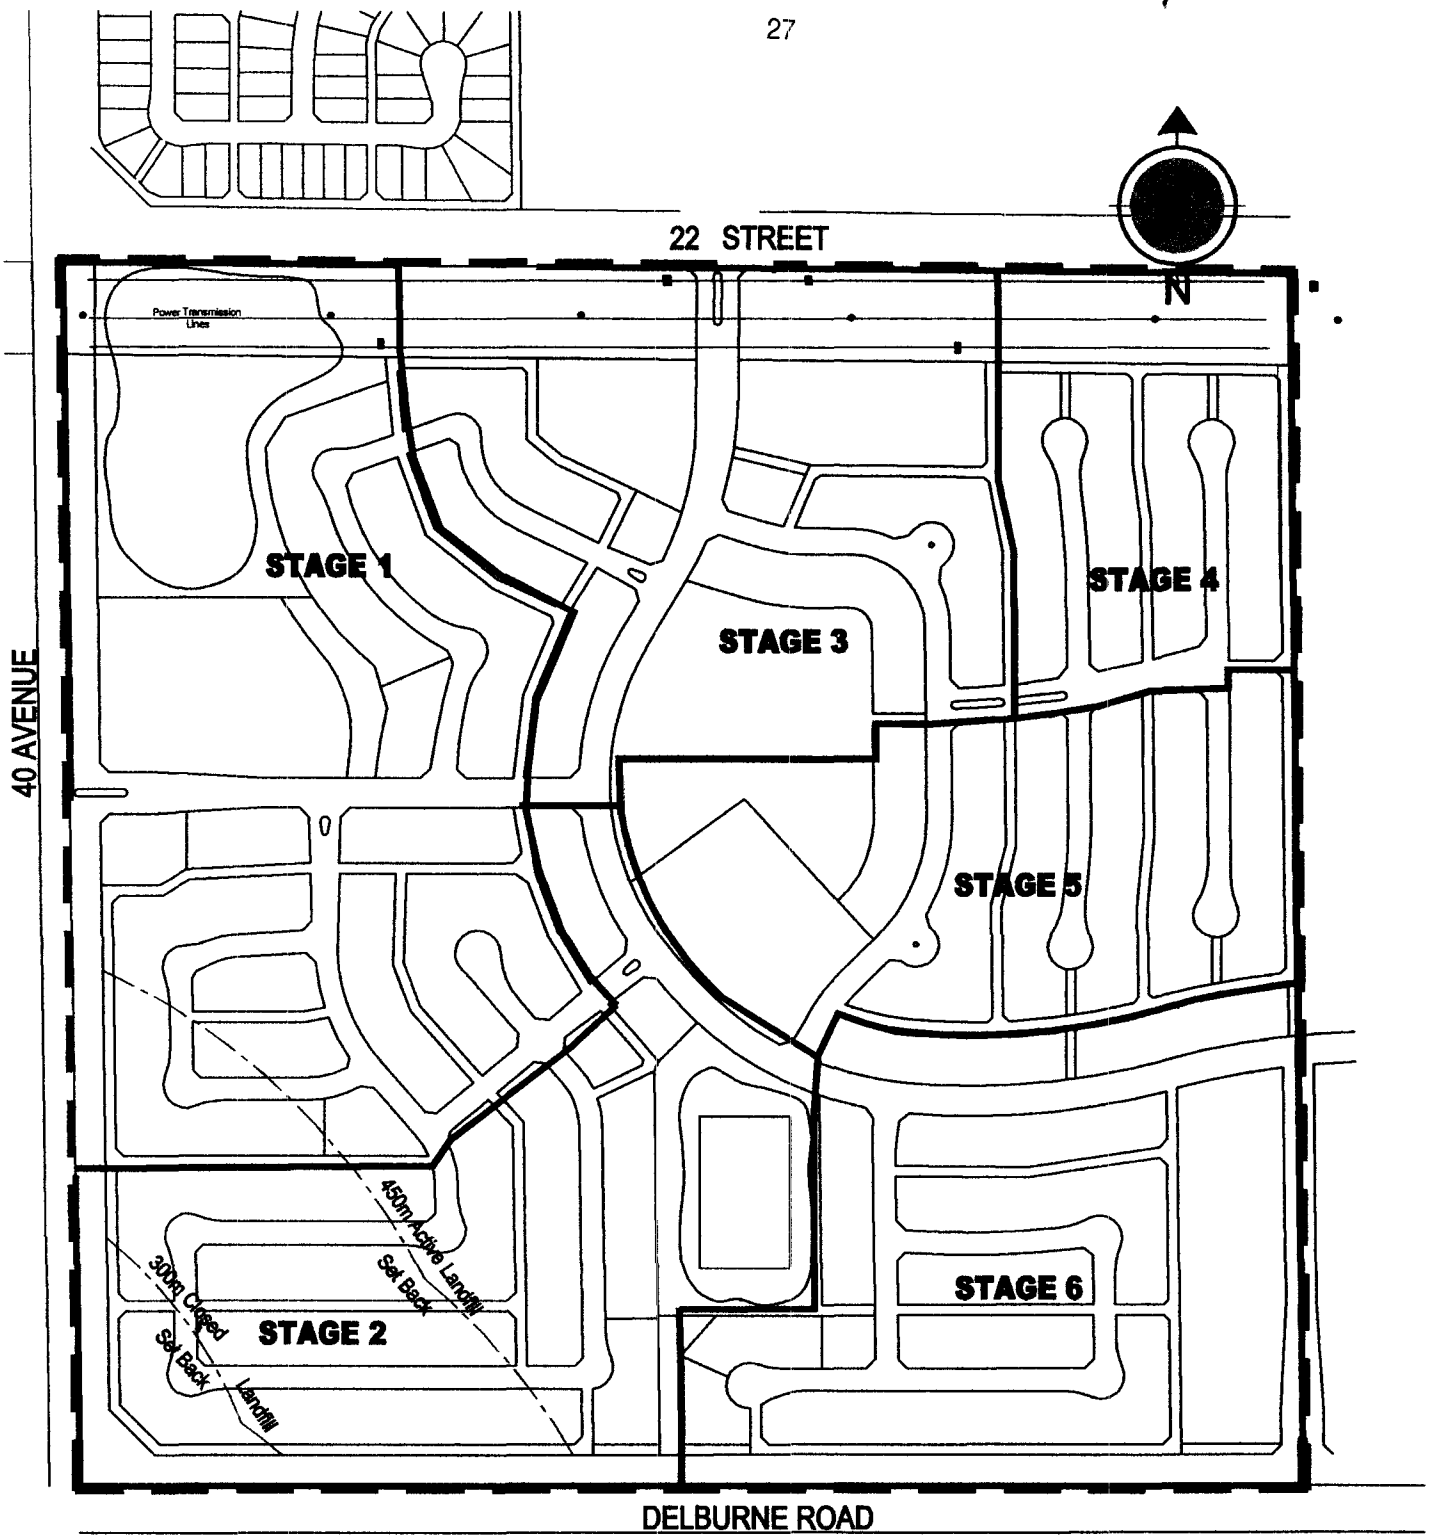 27
22 STREET
N
Power Transmission
Lines
STAGE 1
STAGE 4
STAGE 3
40 AVENUE
STAGE 5
450m Active Landfill
Set Back
300m Closed
Landfill
Set Back
STAGE 2
STAGE 6
DELBURNE ROAD